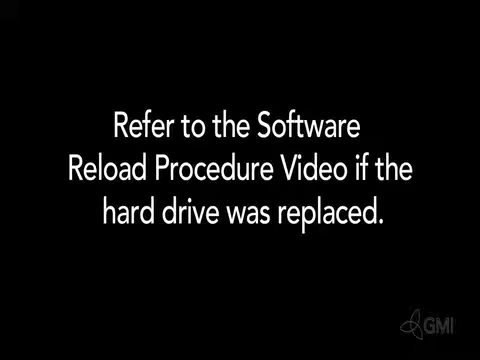 Refer to the Software
Reload Procedure Video if the
hard drive was replaced.
GMI